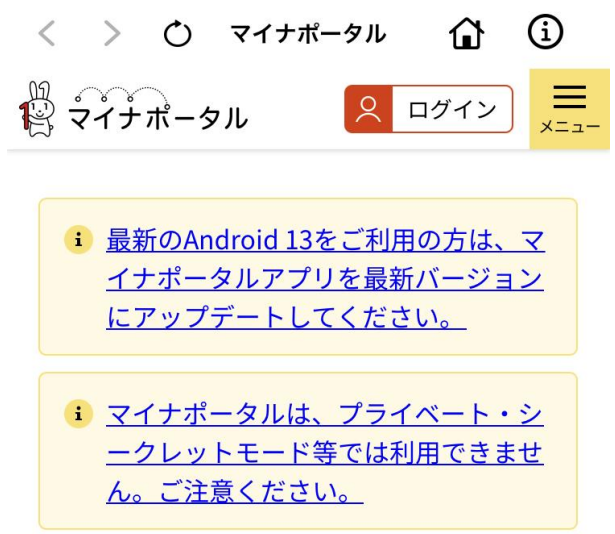 マイナポータル
マイナポータル
ログイン
メニュー
最新のAndroid 13をご利用の方は、マ
イナポータルアプリを最新バージョン
にアップデートしてください。
マイナポータルは、プライベート・シ
ークレットモード等では利用できませ
ん。ご注意ください。